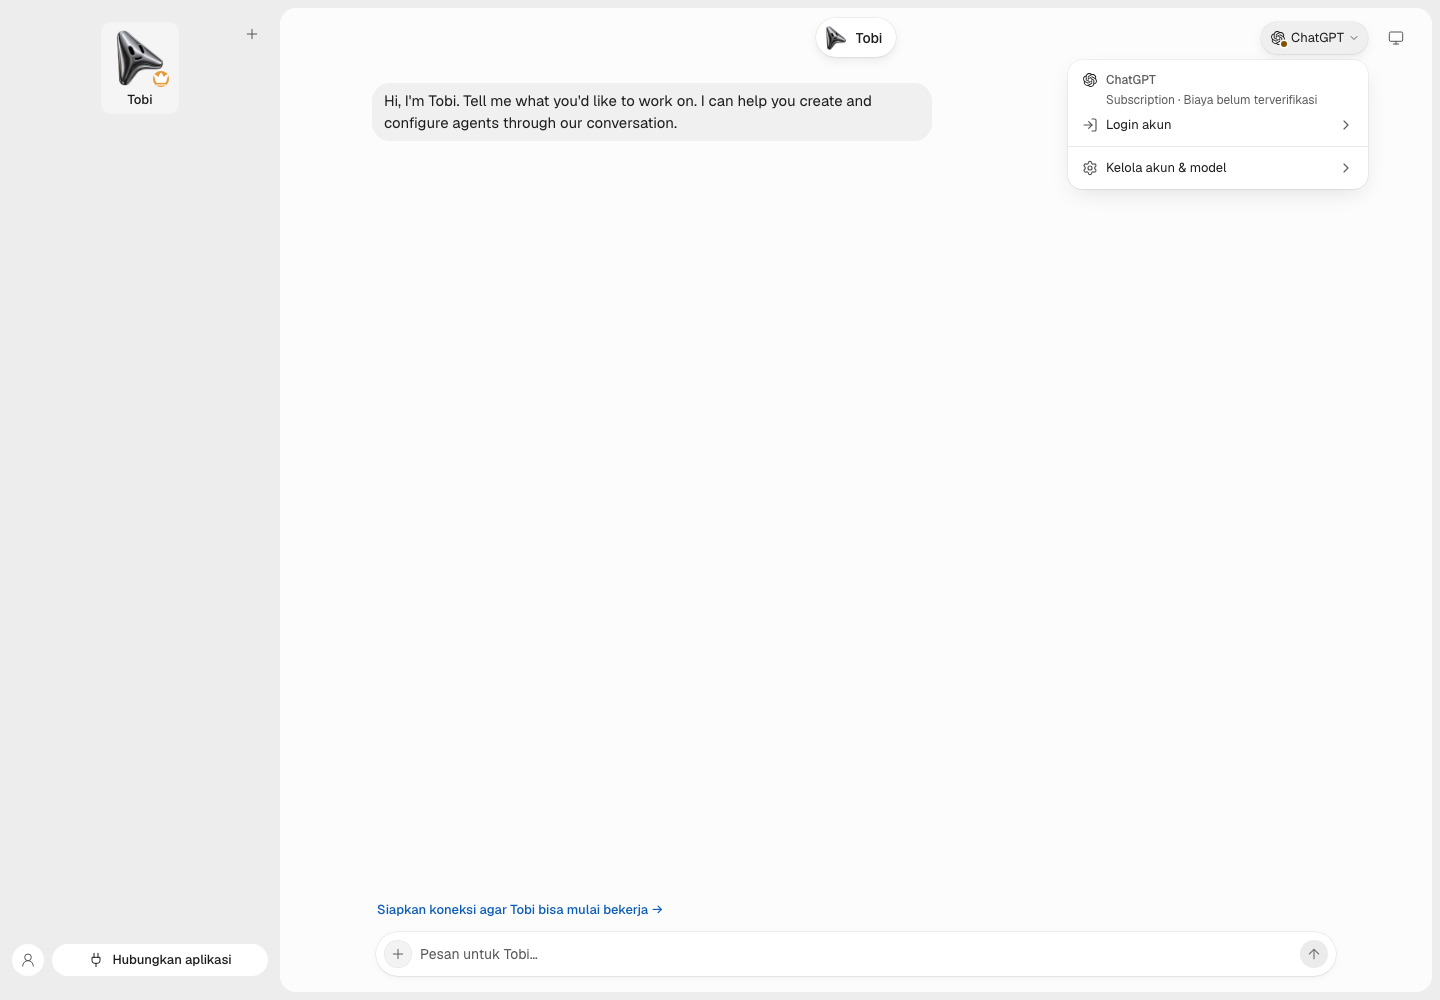 Tobi
Tobi
ChatGPT
ChatGPT
Subscription · Biaya belum terverifikasi
Login akun
Kelola akun & model
Hi, I'm Tobi. Tell me what you'd like to work on. I can help you create and
configure agents through our conversation.
Siapkan koneksi agar Tobi bisa mulai bekerja →
Pesan untuk Tobi...
Hubungkan aplikasi